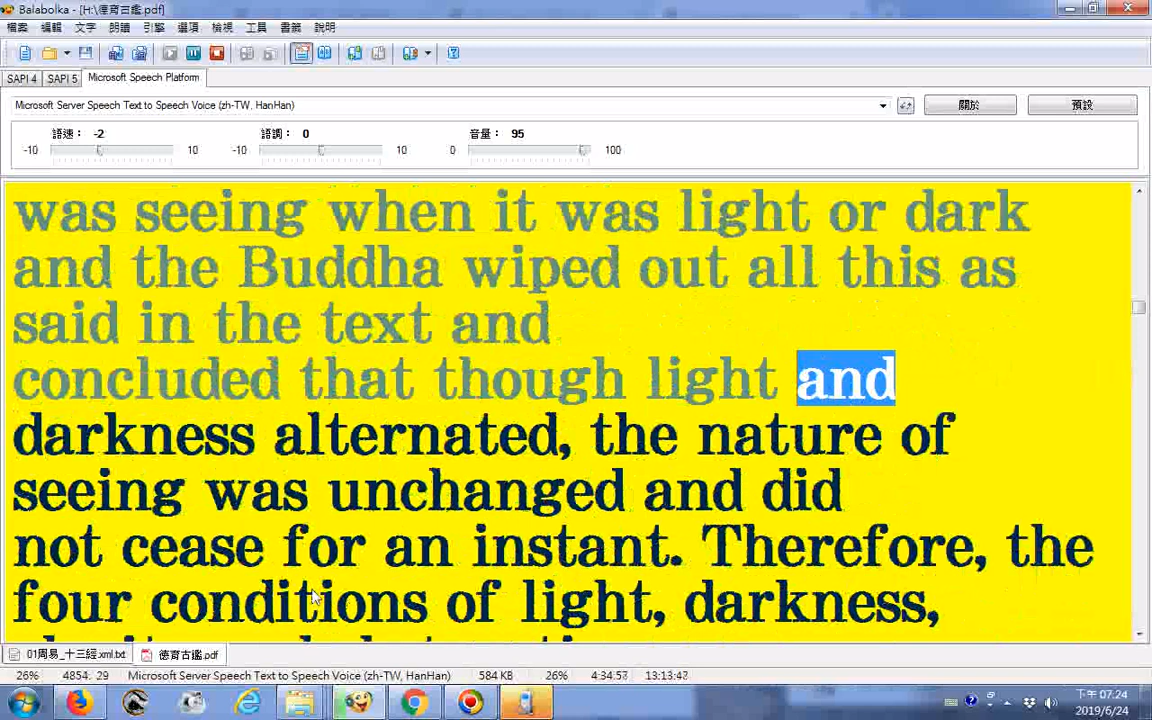 Balabolka - [H:\德育古鑑.pdf]
檔案 編輯 文字 朗讀 引擎 選項 檢視 工具 書籤 說明
SAPI 4 SAPI 5 Microsoft Speech Platform
Microsoft Server Speech Text to Speech Voice (zh-TW, HanHan) 關於 預設
語速： -2 語調： 0 音量： 95
-10 10 -10 10 0 100
was seeing when it was light or dark
and the Buddha wiped out all this as
said in the text and
concluded that though light and
darkness alternated, the nature of
seeing was unchanged and did
not cease for an instant. Therefore, the
four conditions of light, darkness,
01周易_十三經.xml.txt 德育古鑑.pdf
26% 4854, 29 Microsoft Server Speech Text to Speech Voice (zh-TW, HanHan) 584 KB 26% 4:34:57 13:13:47
下午 07:24
2019/6/24